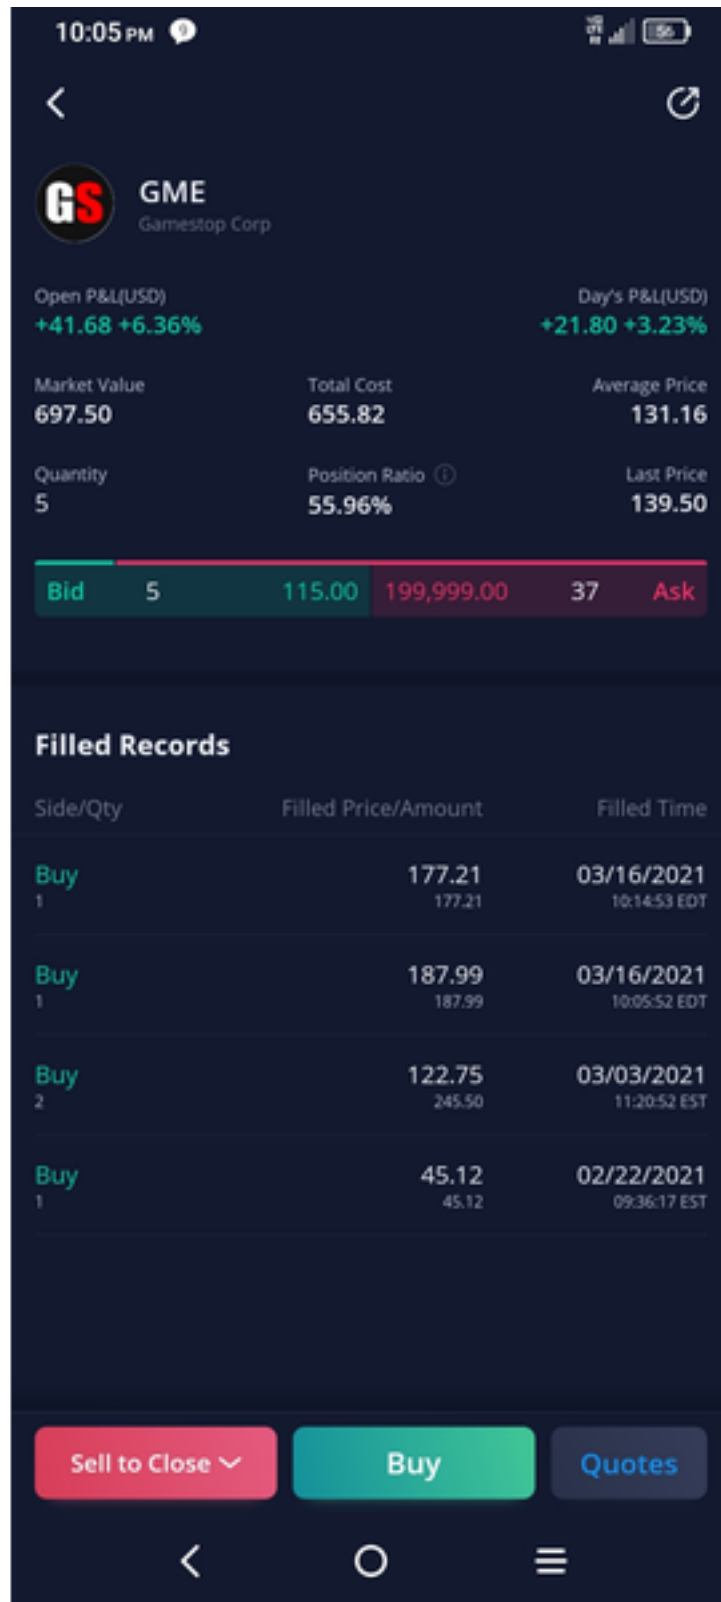 10:05 PM 9 56
GS
GME
Gamestop Corp
Open P&L(USD) Day's P&L(USD)
+41.68 +6.36% +21.80 +3.23%
Market Value Total Cost Average Price
697.50 655.82 131.16
Quantity Position Ratio Last Price
5 55.96% 139.50
Bid 5 115.00 199,999.00 37 Ask
Filled Records
Side/Qty Filled Price/Amount Filled Time
Buy 177.21 03/16/2021
1 177.21 10:14:53 EDT
Buy 187.99 03/16/2021
1 187.99 10:05:52 EDT
Buy 122.75 03/03/2021
2 245.50 11:20:52 EST
Buy 45.12 02/22/2021
1 45.12 09:36:17 EST
Sell to Close Buy Quotes